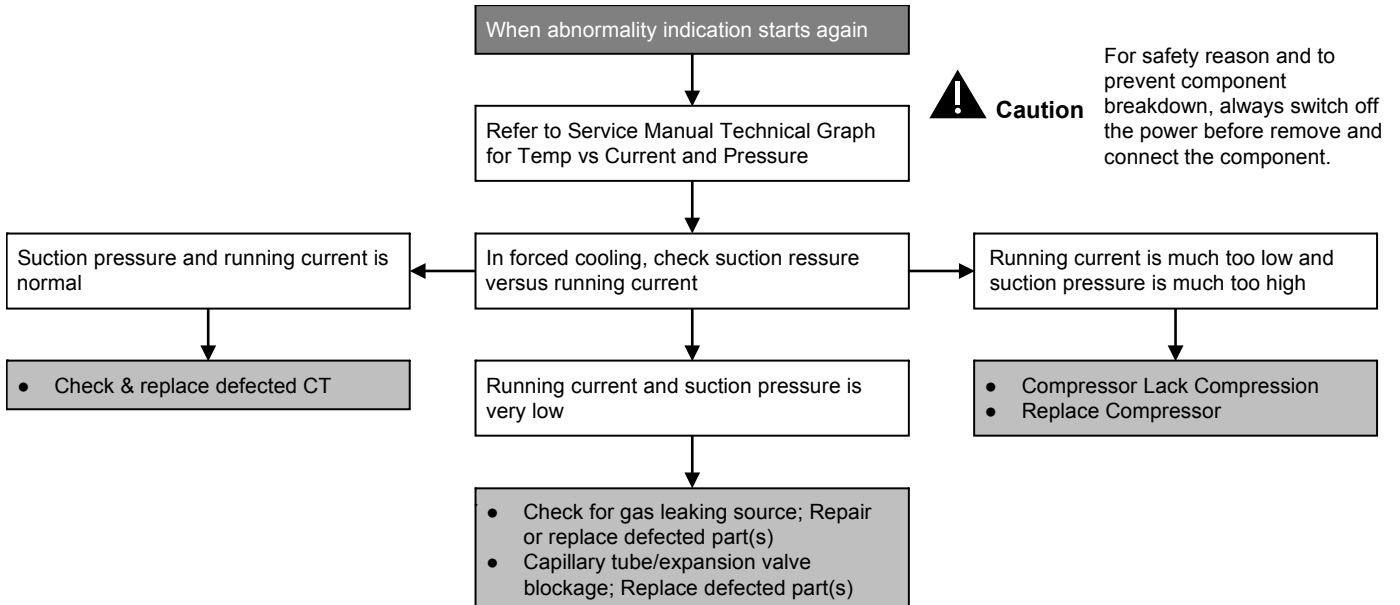 When abnormality indication starts again
Caution
For safety reason and to
prevent component
breakdown, always switch off
the power before remove and
connect the component.
Refer to Service Manual Technical Graph
for Temp vs Current and Pressure
Suction pressure and running current is
normal
In forced cooling, check suction ressure
versus running current
Running current is much too low and
suction pressure is much too high
● Check & replace defected CT
Running current and suction pressure is
very low
● Compressor Lack Compression
● Replace Compressor
● Check for gas leaking source; Repair
or replace defected part(s)
● Capillary tube/expansion valve
blockage; Replace defected part(s)